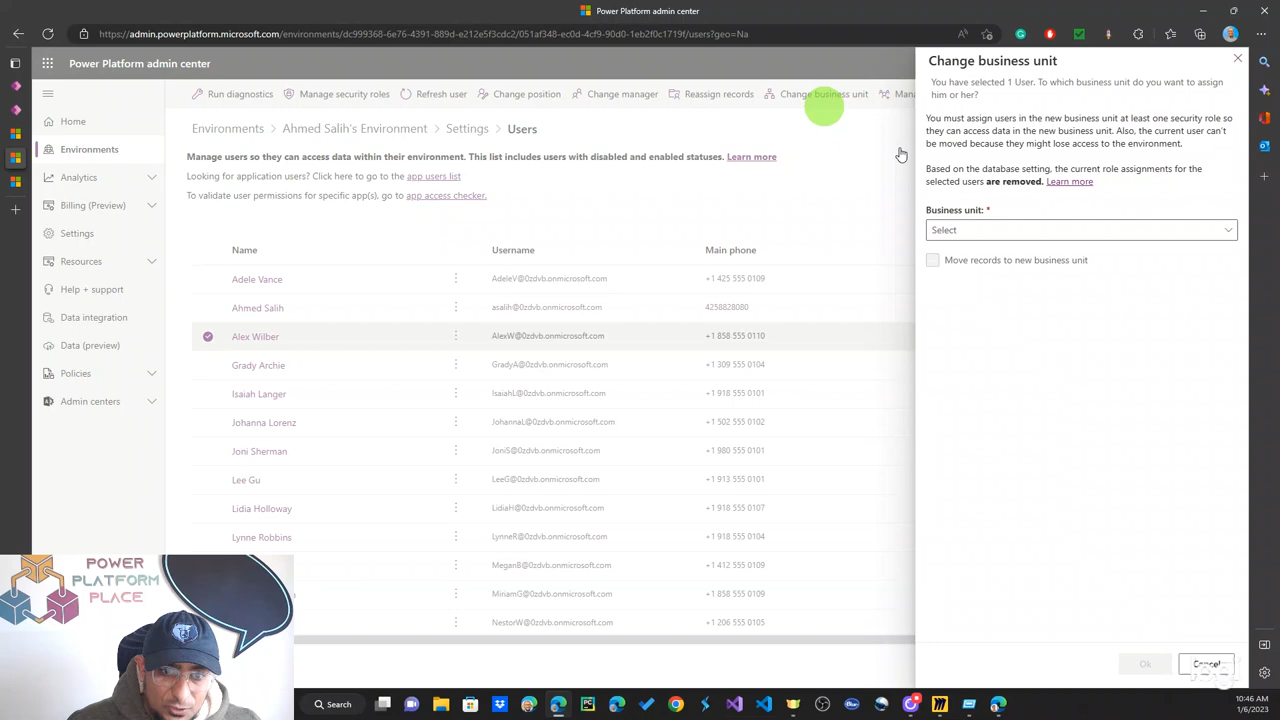 Power Platform admin center
https://admin.powerplatform.microsoft.com/environments/dc999368-6e76-4391-889d-e212e5f3cdc2/051af348-ec0d-4cf9-90d0-1eb0c2c1719f/users?geo=Na
Power Platform admin center
Run diagnostics
Manage security roles
Refresh user
Change position
Change manager
Reassign records
Change business unit
Mana
Home
Environments
Analytics
Billing (Preview)
Settings
Resources
Help + support
Data integration
Data (preview)
Policies
Admin centers
Environments > Ahmed Salih's Environment > Settings > Users
Manage users so they can access data within their environment. This list includes users with disabled and enabled statuses. Learn more
Looking for application users? Click here to go to the app users list
To validate user permissions for specific app(s), go to app access checker.
Name Username Main phone
Adele Vance AdeleV@0zdvb.onmicrosoft.com +1 425 555 0109
Ahmed Salih asalih@0zdvb.onmicrosoft.com 4258828080
Alex Wilber AlexW@0zdvb.onmicrosoft.com +1 858 555 0110
Grady Archie GradyA@0zdvb.onmicrosoft.com +1 309 555 0104
Isaiah Langer IsaiahL@0zdvb.onmicrosoft.com +1 918 555 0101
Johanna Lorenz JohannaL@0zdvb.onmicrosoft.com +1 502 555 0102
Joni Sherman JoniS@0zdvb.onmicrosoft.com +1 980 555 0101
Lee Gu LeeG@0zdvb.onmicrosoft.com +1 913 555 0101
Lidia Holloway LidiaH@0zdvb.onmicrosoft.com +1 918 555 0107
Lynne Robbins LynneR@0zdvb.onmicrosoft.com +1 918 555 0104
MeganB@0zdvb.onmicrosoft.com +1 412 555 0109
MiriamG@0zdvb.onmicrosoft.com +1 858 555 0109
NestorW@0zdvb.onmicrosoft.com +1 206 555 0105
Change business unit
You have selected 1 User. To which business unit do you want to assign
him or her?
You must assign users in the new business unit at least one security role so
they can access data in the new business unit. Also, the current user can't
be moved because they might lose access to the environment.
Based on the database setting, the current role assignments for the
selected users are removed. Learn more
Business unit: *
Select
Move records to new business unit
Ok
Cancel
POWER
PLATFORM
PLACE
Search
10:46 AM
1/6/2023